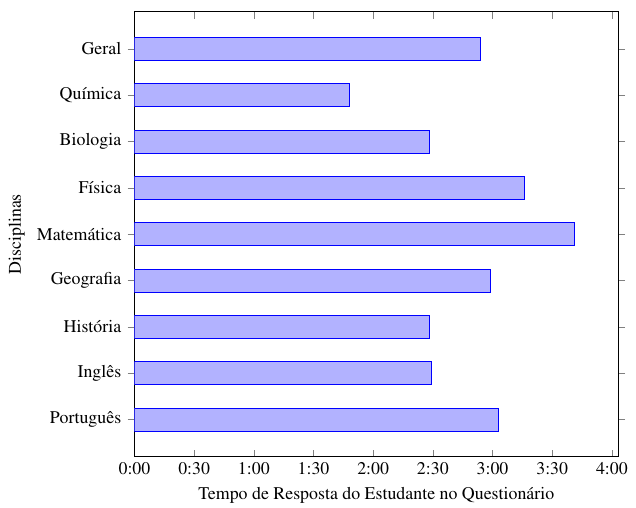 Geral
Química
Biologia
Física
Matemática
Geografia
História
Inglês
Português
Disciplinas
0:00 0:30 1:00 1:30 2:00 2:30 3:00 3:30 4:00
Tempo de Resposta do Estudante no Questionário